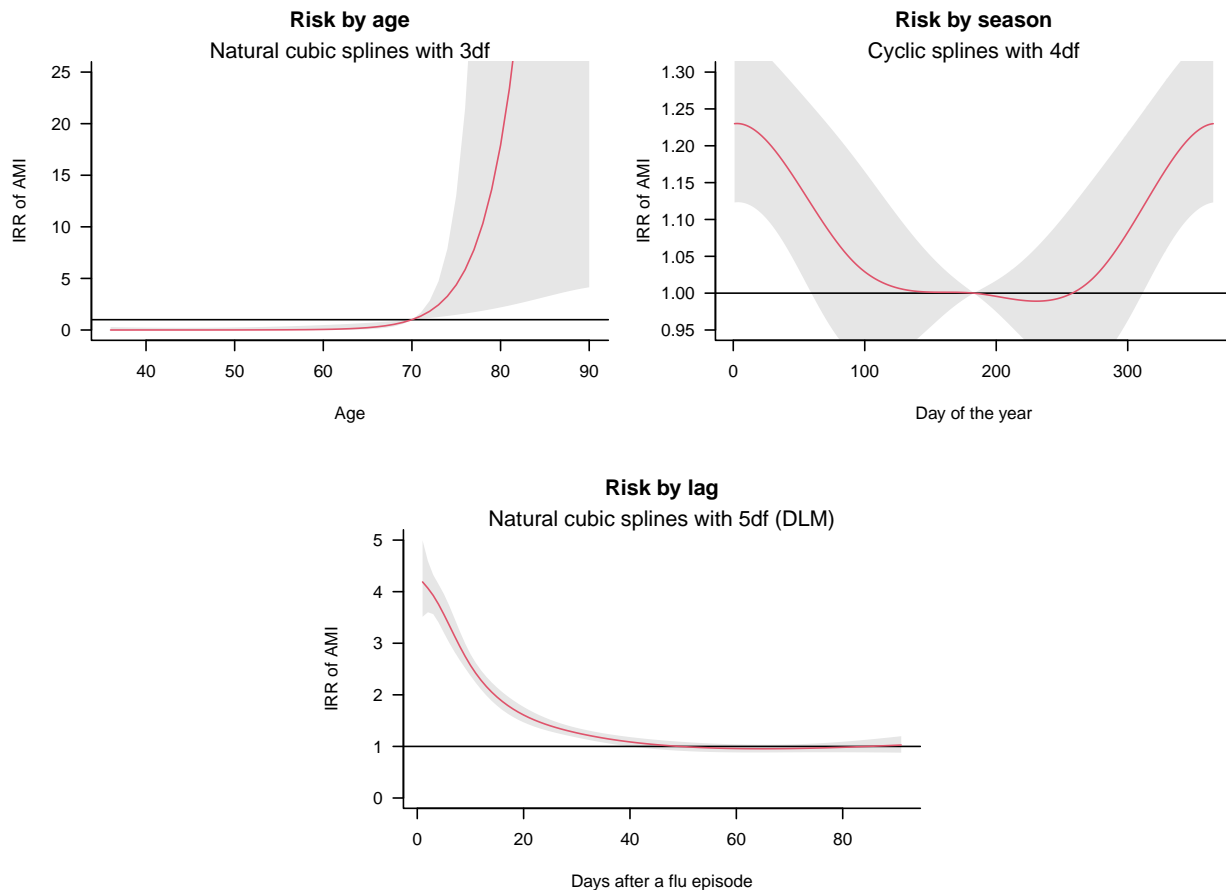 Risk by age
Natural cubic splines with 3df
25
20
15
10
5
0
IRR of AMI
40 50 60 70 80 90
Age
Risk by season
Cyclic splines with 4df
1.30
1.25
1.20
1.15
1.10
1.05
1.00
0.95
IRR of AMI
0 100 200 300
Day of the year
Risk by lag
Natural cubic splines with 5df (DLM)
5
4
3
2
1
0
IRR of AMI
0 20 40 60 80
Days after a flu episode